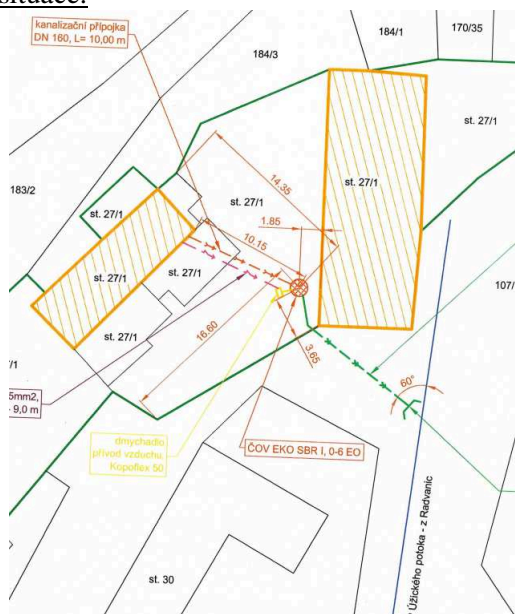 situace:
kanalizační přípojka
DN 160, L= 10,00 m
184/3
184/1
170/35
183/2
st. 27/1
st. 27/1
st. 27/1
st. 27/1
st. 27/1
st. 27/1
st. 27/1
14.35
1.85
10.15
16.60
3.65
60°
107/
7/1
5mm2,
9,0 m
dmychadlo
přívod vzduchu,
Kopoflex 50
ČOV EKO SBR I, 0-6 EO
st. 30
Úžického potoka - z Radvanic